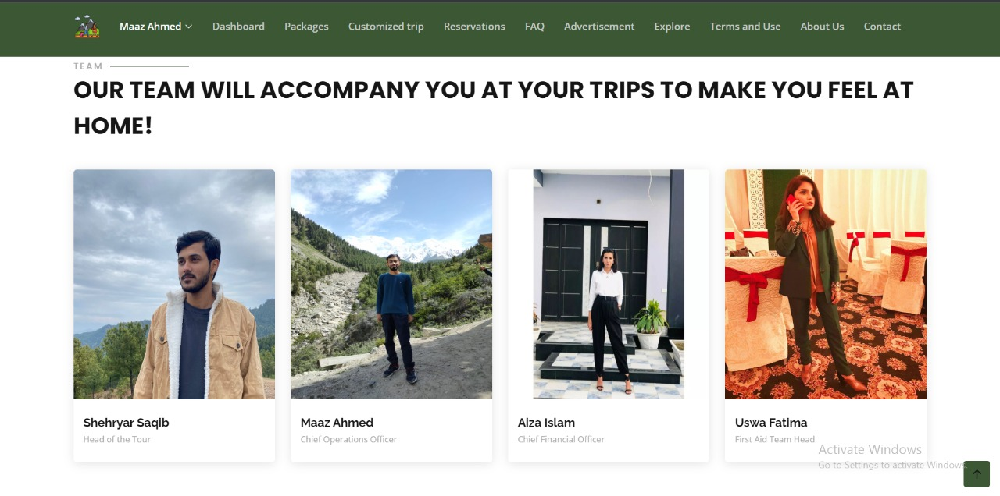 Maaz Ahmed Dashboard Packages Customized trip Reservations FAQ Advertisement Explore Terms and Use About Us Contact
TEAM
OUR TEAM WILL ACCOMPANY YOU AT YOUR TRIPS TO MAKE YOU FEEL AT
HOME!
Shehryar Saqib
Head of the Tour
Maaz Ahmed
Chief Operations Officer
Aiza Islam
Chief Financial Officer
Uswa Fatima
First Aid Team Head
Activate Windows
Go to Settings to activate Windows.